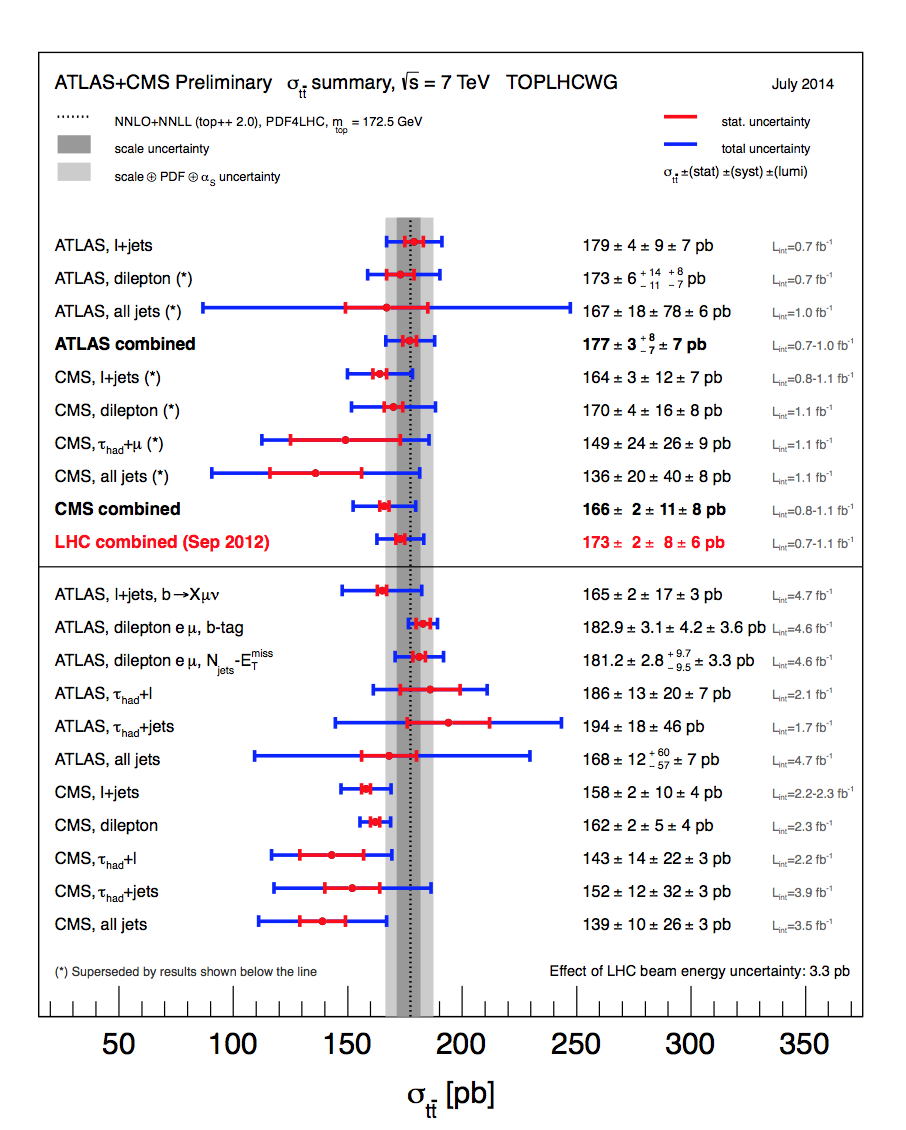 ATLAS+CMS Preliminary σtt̄ summary, √s = 7 TeV TOPLHCWG July 2014
NNLO+NNLL (top++ 2.0), PDF4LHC, mtop = 172.5 GeV
scale uncertainty
scale ⊕ PDF ⊕ αS uncertainty
stat. uncertainty
total uncertainty
σtt̄ ±(stat) ±(syst) ±(lumi)
ATLAS, l+jets 179 ± 4 ± 9 ± 7 pb Lint=0.7 fb-1
ATLAS, dilepton (*) 173 ± 6 +14 -11 +8 -7 pb Lint=0.7 fb-1
ATLAS, all jets (*) 167 ± 18 ± 78 ± 6 pb Lint=1.0 fb-1
ATLAS combined 177 ± 3 +8 -7 ± 7 pb Lint=0.7-1.0 fb-1
CMS, l+jets (*) 164 ± 3 ± 12 ± 7 pb Lint=0.8-1.1 fb-1
CMS, dilepton (*) 170 ± 4 ± 16 ± 8 pb Lint=1.1 fb-1
CMS, τhad+μ (*) 149 ± 24 ± 26 ± 9 pb Lint=1.1 fb-1
CMS, all jets (*) 136 ± 20 ± 40 ± 8 pb Lint=1.1 fb-1
CMS combined 166 ± 2 ± 11 ± 8 pb Lint=0.8-1.1 fb-1
LHC combined (Sep 2012) 173 ± 2 ± 8 ± 6 pb Lint=0.7-1.1 fb-1
ATLAS, l+jets, b→Xμν 165 ± 2 ± 17 ± 3 pb Lint=4.7 fb-1
ATLAS, dilepton e μ, b-tag 182.9 ± 3.1 ± 4.2 ± 3.6 pb Lint=4.6 fb-1
ATLAS, dilepton e μ, Njets-ETmiss 181.2 ± 2.8 +9.7 -9.5 ± 3.3 pb Lint=4.6 fb-1
ATLAS, τhad+l 186 ± 13 ± 20 ± 7 pb Lint=2.1 fb-1
ATLAS, τhad+jets 194 ± 18 ± 46 pb Lint=1.7 fb-1
ATLAS, all jets 168 ± 12 +60 -57 ± 7 pb Lint=4.7 fb-1
CMS, l+jets 158 ± 2 ± 10 ± 4 pb Lint=2.2-2.3 fb-1
CMS, dilepton 162 ± 2 ± 5 ± 4 pb Lint=2.3 fb-1
CMS, τhad+l 143 ± 14 ± 22 ± 3 pb Lint=2.2 fb-1
CMS, τhad+jets 152 ± 12 ± 32 ± 3 pb Lint=3.9 fb-1
CMS, all jets 139 ± 10 ± 26 ± 3 pb Lint=3.5 fb-1
(*) Superseded by results shown below the line Effect of LHC beam energy uncertainty: 3.3 pb
50 100 150 200 250 300 350
σtt̄ [pb]